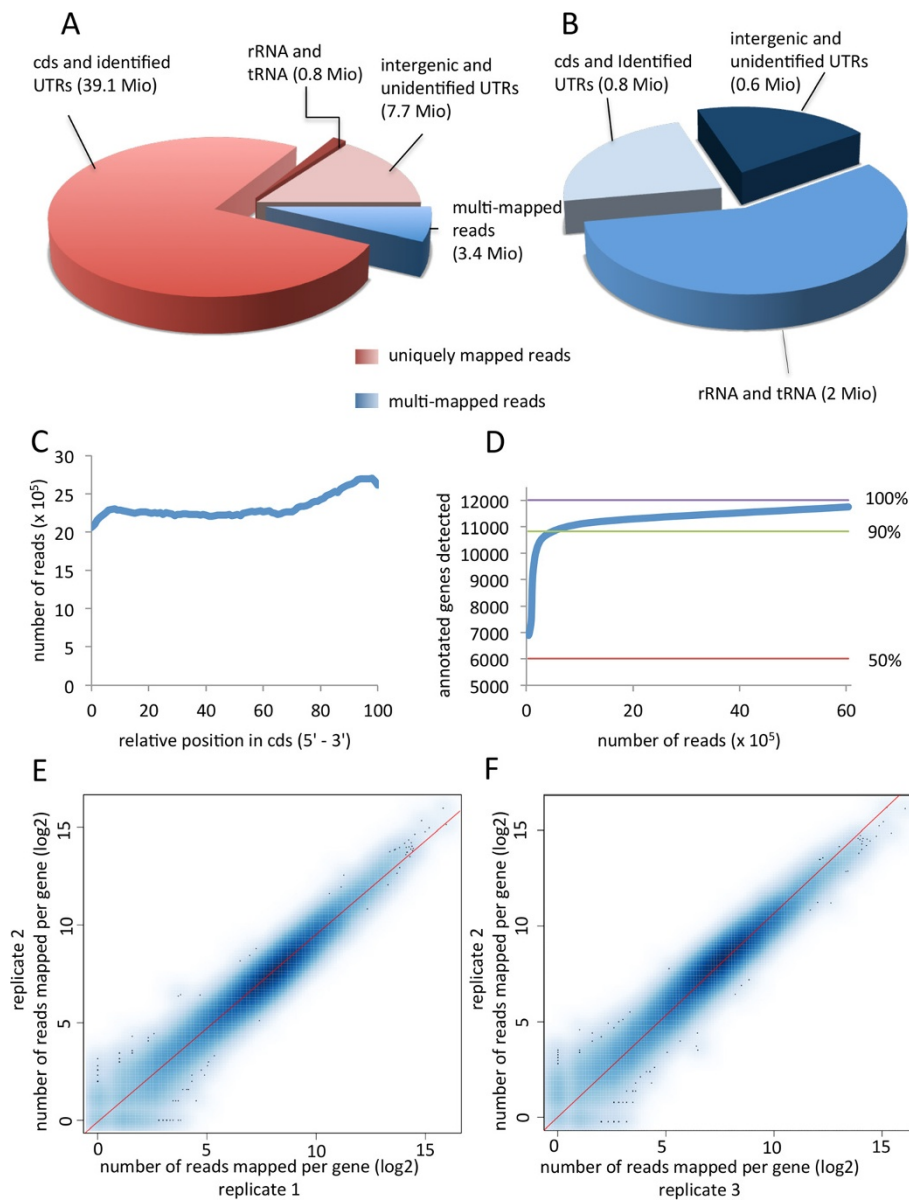 A
cds and identified
UTRs (39.1 Mio)
rRNA and
tRNA (0.8 Mio)
intergenic and
unidentified UTRs
(7.7 Mio)
multi-mapped
reads
(3.4 Mio)
B
cds and Identified
UTRs (0.8 Mio)
intergenic and
unidentified UTRs
(0.6 Mio)
rRNA and tRNA (2 Mio)
uniquely mapped reads
multi-mapped reads
C
number of reads (x 10⁵)
30
25
20
15
10
5
0
0 20 40 60 80 100
relative position in cds (5' - 3')
D
annotated genes detected
12000
11000
10000
9000
8000
7000
6000
5000
100%
90%
50%
0 20 40 60
number of reads (x 10⁵)
E
replicate 2
number of reads mapped per gene (log2)
15
10
5
0
0 5 10 15
number of reads mapped per gene (log2)
replicate 1
F
replicate 2
number of reads mapped per gene (log2)
15
10
5
0
0 5 10 15
number of reads mapped per gene (log2)
replicate 3